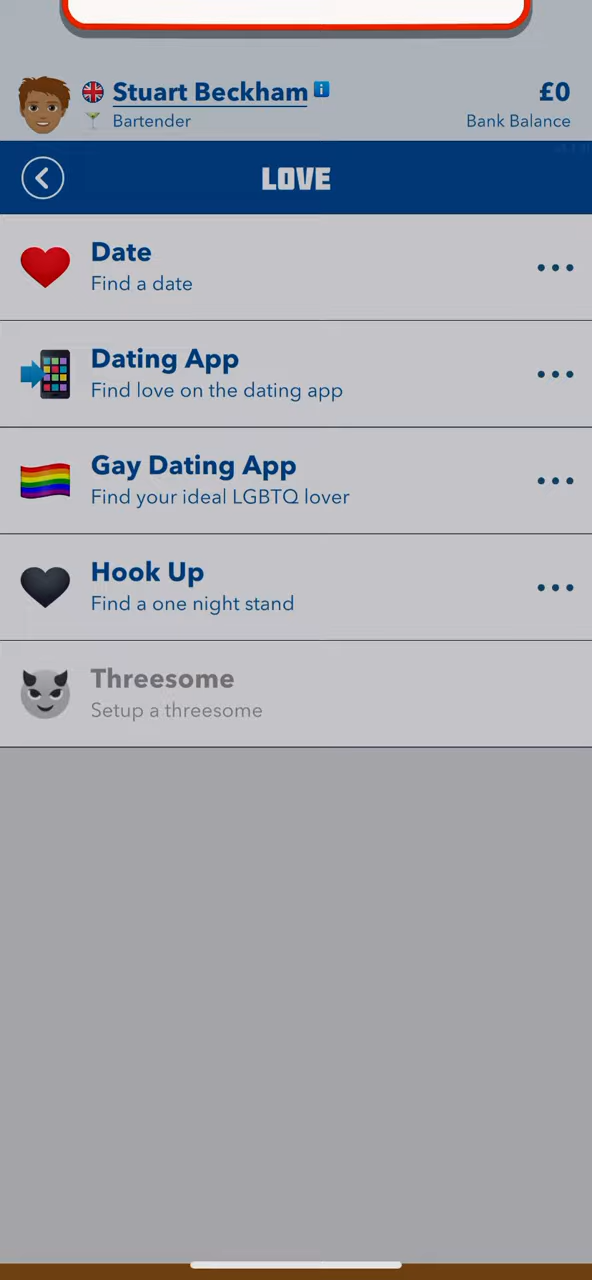 Stuart Beckham
£0
Bartender
Bank Balance
LOVE
Date
Find a date
Dating App
Find love on the dating app
Gay Dating App
Find your ideal LGBTQ lover
Hook Up
Find a one night stand
Threesome
Setup a threesome